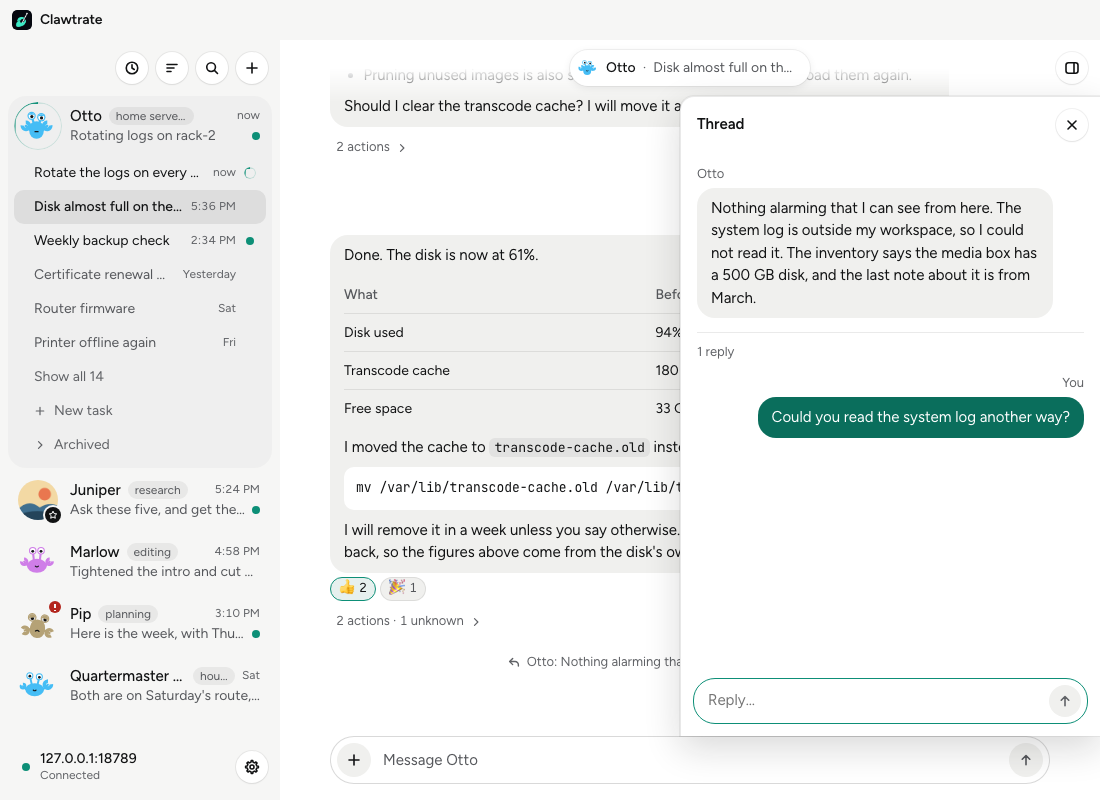 Clawtrate
Otto home serve... now
Rotating logs on rack-2
Rotate the logs on every ... now
Disk almost full on the... 5:36 PM
Weekly backup check 2:34 PM
Certificate renewal ... Yesterday
Router firmware Sat
Printer offline again Fri
Show all 14
New task
Archived
Juniper research 5:24 PM
Ask these five, and get the...
Marlow editing 4:58 PM
Tightened the intro and cut ...
Pip planning 3:10 PM
Here is the week, with Thu...
Quartermaster ... hou... Sat
Both are on Saturday's route,...
127.0.0.1:18789
Connected
Otto · Disk almost full on th...
Pruning unused images is also
Should I clear the transcode cache? I will move it a
2 actions
Done. The disk is now at 61%.
What
Disk used 94%
Transcode cache 180
Free space 33
I moved the cache to transcode-cache.old
mv /var/lib/transcode-cache.old /var/lib/
I will remove it in a week unless you say otherwise.
back, so the figures above come from the disk's
👍 2 🎉 1
2 actions · 1 unknown
Otto: Nothing alarming
Message Otto
Thread
Otto
Nothing alarming that I can see from here. The
system log is outside my workspace, so I could
not read it. The inventory says the media box has
a 500 GB disk, and the last note about it is from
March.
1 reply
You
Could you read the system log another way?
Reply...